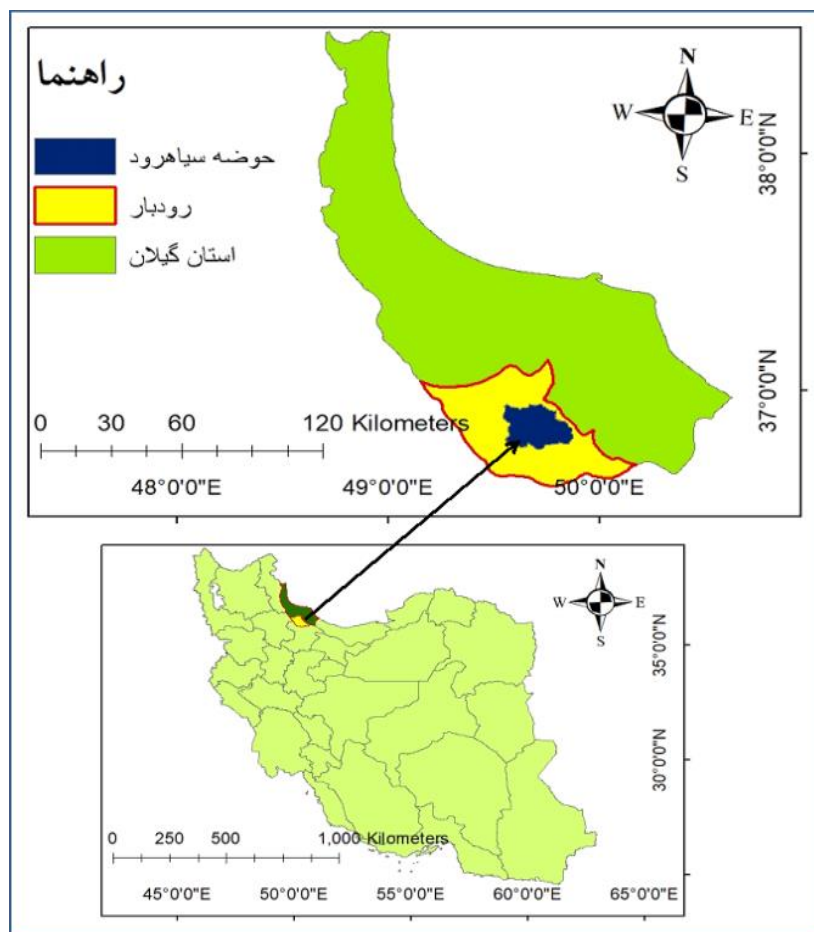 راهنما
حوضه سیاهرود
رودبار
استان گیلان
N
W E
S
38°0'0"N
37°0'0"N
0 30 60 120 Kilometers
48°0'0"E 49°0'0"E 50°0'0"E
N
W E
S
35°0'0"N
30°0'0"N
0 250 500 1,000 Kilometers
45°0'0"E 50°0'0"E 55°0'0"E 60°0'0"E 65°0'0"E